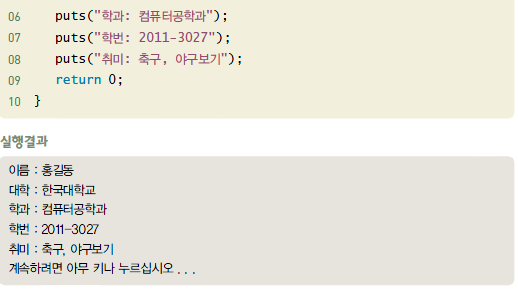 06 puts("학과: 컴퓨터공학과");
07 puts("학번: 2011-3027");
08 puts("취미: 축구, 야구보기");
09 return 0;
10 }
실행결과
이름 : 홍길동
대학 : 한국대학교
학과 : 컴퓨터공학과
학번 : 2011-3027
취미 : 축구, 야구보기
계속하려면 아무 키나 누르십시오 . . .